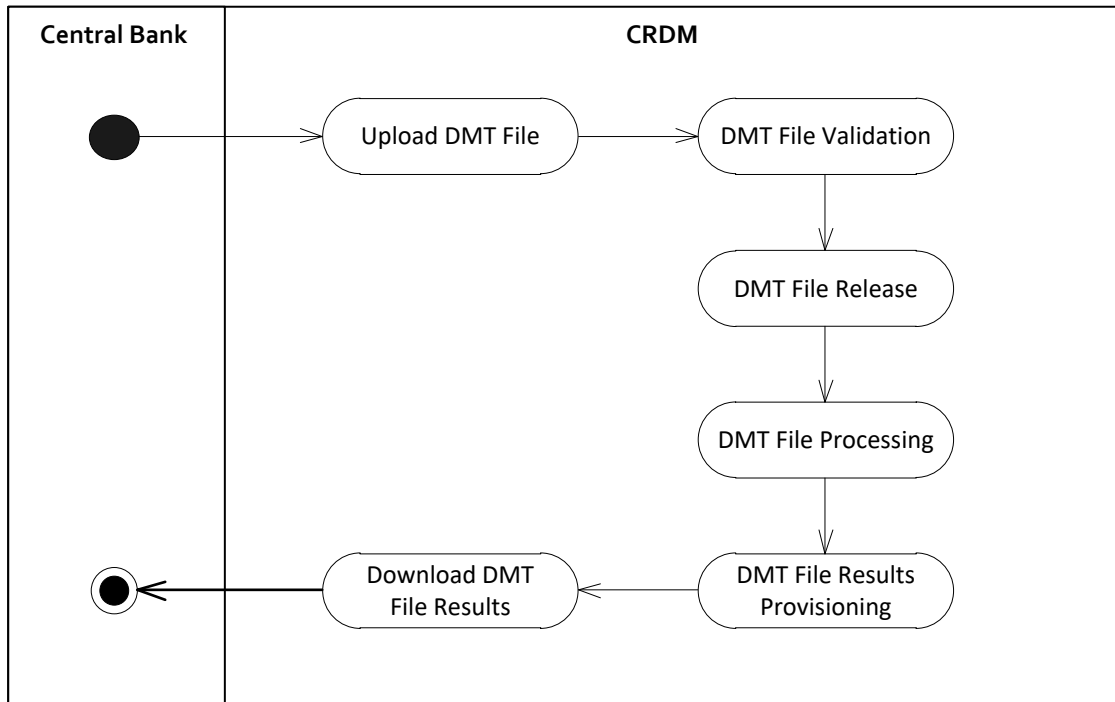 Central Bank
CRDM
Upload DMT File
DMT File Validation
DMT File Release
DMT File Processing
DMT File Results
Provisioning
Download DMT
File Results